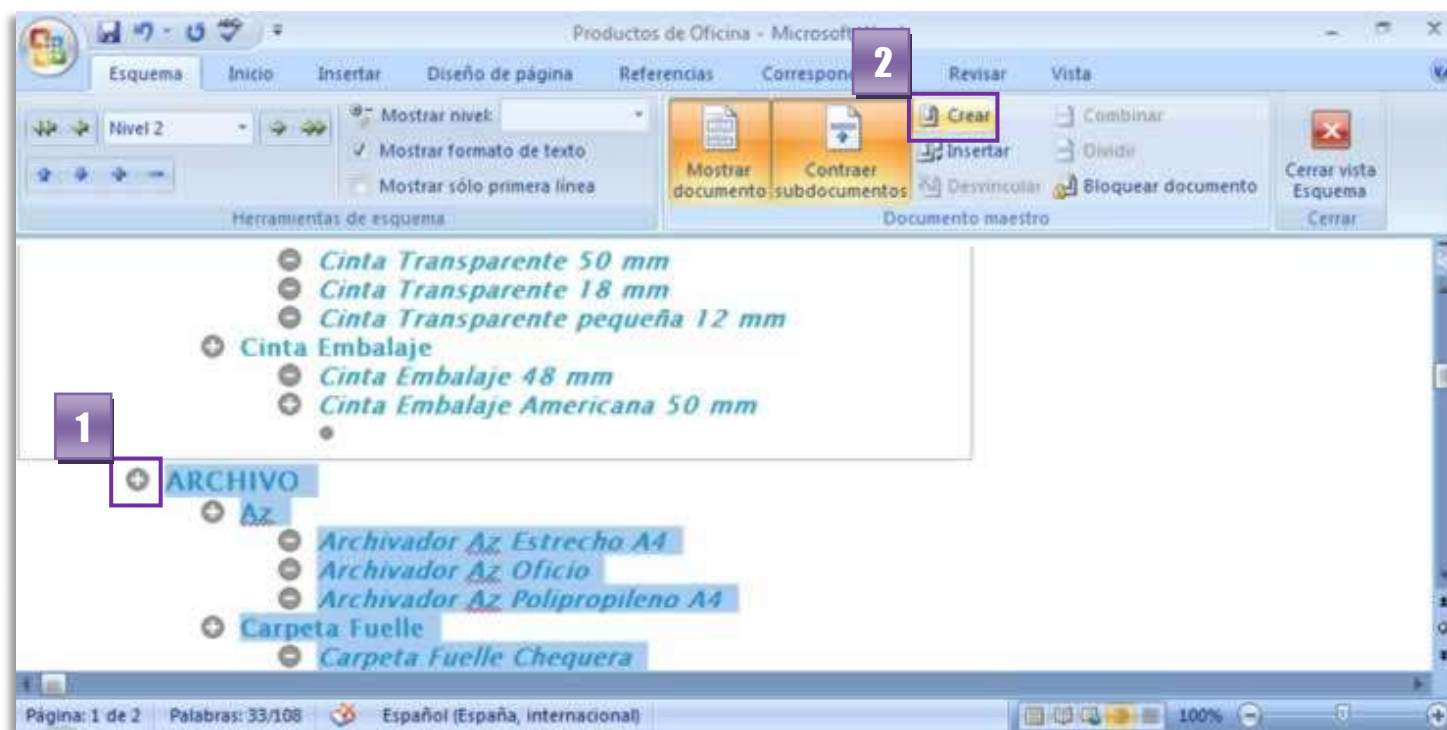 Productos de Oficina - Microsoft
Esquema Inicio Insertar Diseño de página Referencias Revisar Vista
2
Nivel 2
Mostrar nivel:
Mostrar formato de texto
Mostrar sólo primera línea
Herramientas de esquema
Mostrar documento
Contraer subdocumentos
Crear
Insertar
Desvincular
Combinar
Dividir
Bloquear documento
Documento maestro
Cerrar vista
Esquema
Cerrar
Cinta Transparente 50 mm
Cinta Transparente 18 mm
Cinta Transparente pequeña 12 mm
Cinta Embalaje
Cinta Embalaje 48 mm
Cinta Embalaje Americana 50 mm
1
ARCHIVO
Az
Archivador Az Estrecho A4
Archivador Az Oficio
Archivador Az Polipropileno A4
Carpeta Fuelle
Carpeta Fuelle Chequera
Página: 1 de 2 Palabras: 33/108 Español (España, internacional) 100%